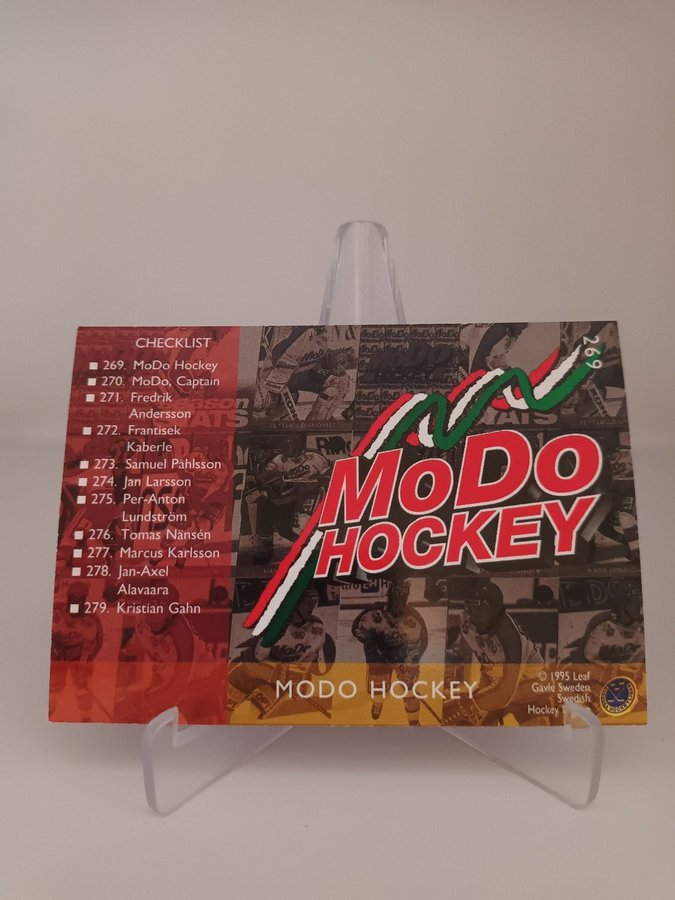 CHECKLIST
269. MoDo Hockey
270. MoDo, Captain
271. Fredrik
Andersson
272. Frantisek
Kaberle
273. Samuel Påhlsson
274. Jan Larsson
275. Per-Anton
Lundström
276. Tomas Nänsén
277. Marcus Karlsson
278. Jan-Axel
Alavaara
279. Kristian Gahn
269
MoDo
HOCKEY
MODO HOCKEY
© 1995 Leaf
Gävle Sweden
Swedish
Hockey